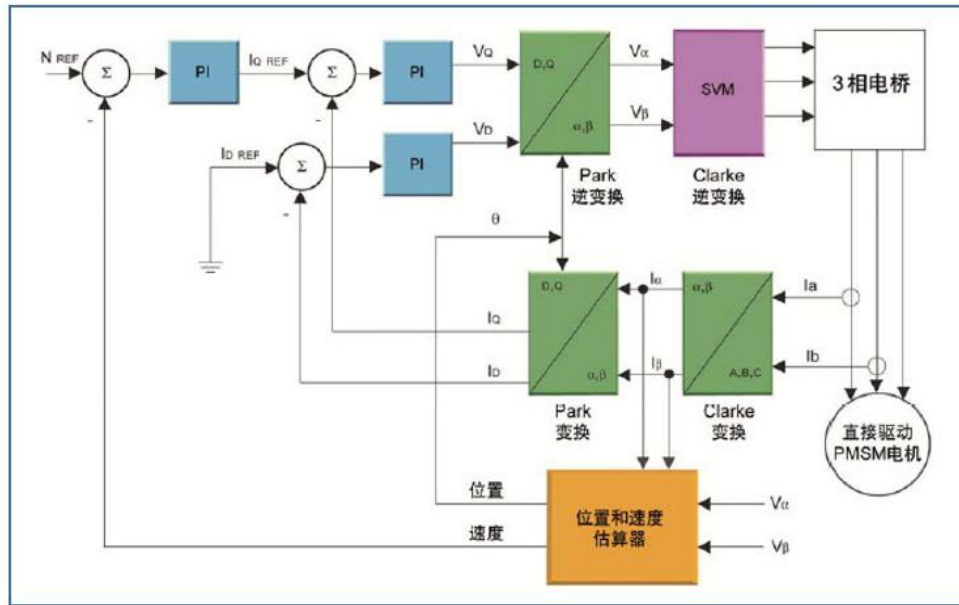 N REF
Σ
-
PI
I Q REF
Σ
-
PI
VQ
VD
D,Q
α,β
Park
逆变换
Vα
Vβ
SVM
Clarke
逆变换
3相电桥
I D REF
Σ
-
PI
θ
D,Q
α,β
Park
变换
Iα
Iβ
α,β
A,B,C
Clarke
变换
Ia
Ib
直接驱动
PMSM电机
IQ
ID
位置
速度
位置和速度
估算器
Vα
Vβ